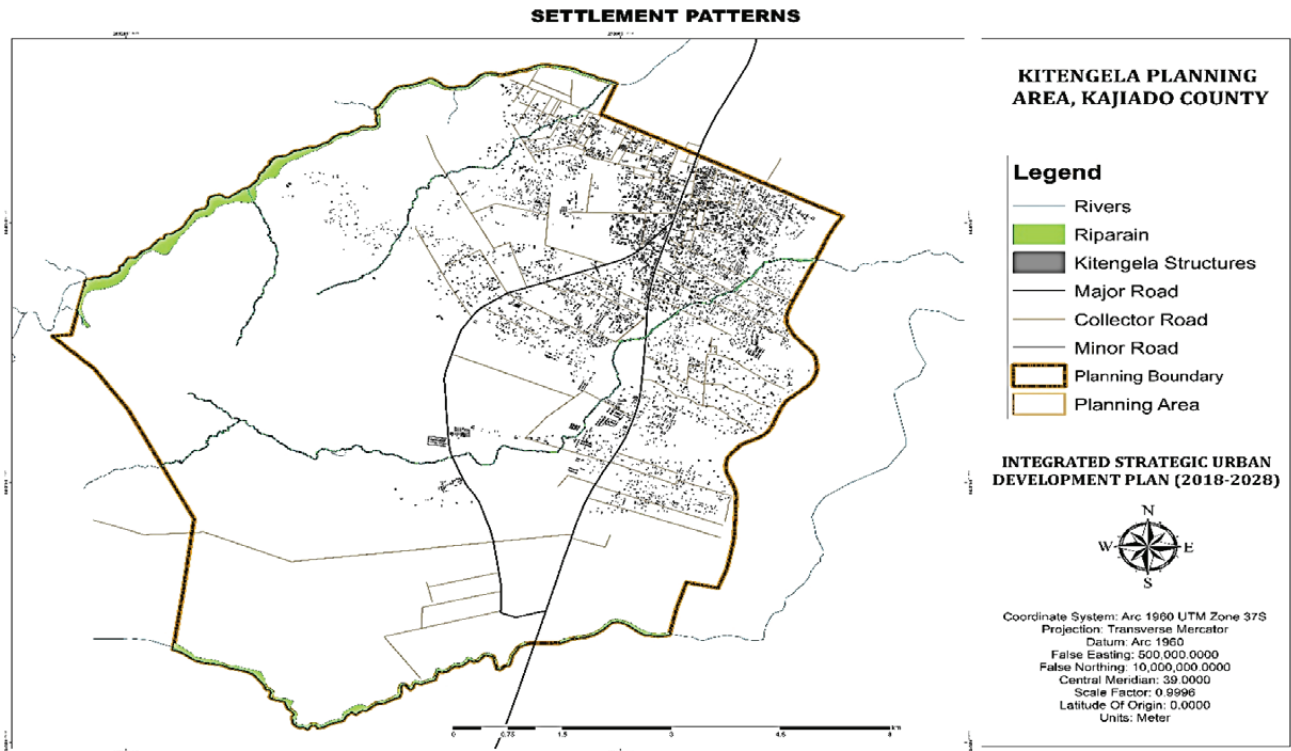 SETTLEMENT PATTERNS
KITENGELA PLANNING
AREA, KAJIADO COUNTY
Legend
Rivers
Riparain
Kitengela Structures
Major Road
Collector Road
Minor Road
Planning Boundary
Planning Area
INTEGRATED STRATEGIC URBAN
DEVELOPMENT PLAN (2018-2028)
N
W E
S
Coordinate System: Arc 1960 UTM Zone 37S
Projection: Transverse Mercator
Datum: Arc 1960
False Easting: 500,000.0000
False Northing: 10,000,000.0000
Central Meridian: 39.0000
Scale Factor: 0.9996
Latitude Of Origin: 0.0000
Units: Meter
0 0.75 1.5 3 4.5 6